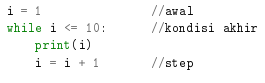 i = 1 //awal
while i <= 10: //kondisi akhir
    print(i)
    i = i + 1 //step